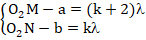 O₂M − a = (k + 2)λ
O₂N − b = kλ